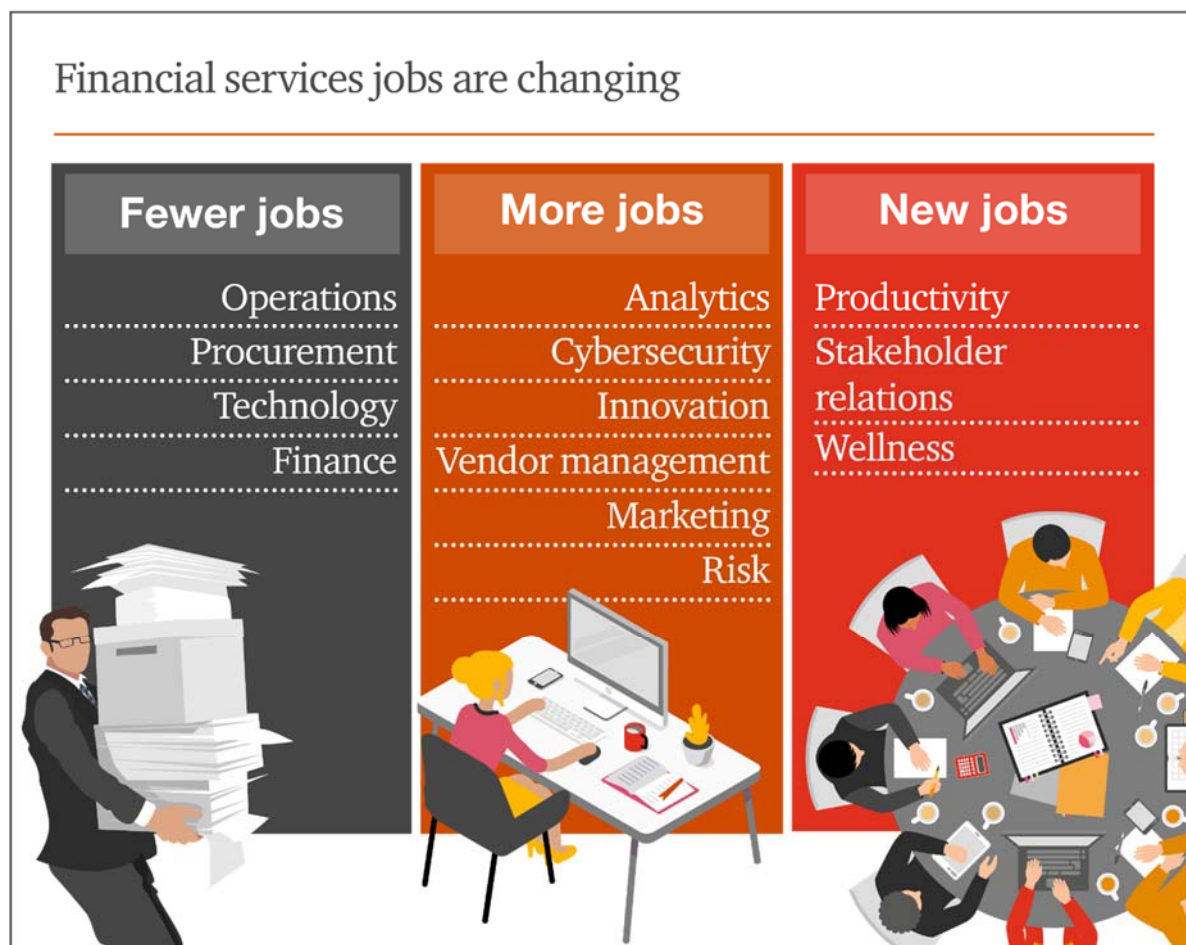 Financial services jobs are changing
Fewer jobs
Operations
Procurement
Technology
Finance
More jobs
Analytics
Cybersecurity
Innovation
Vendor management
Marketing
Risk
New jobs
Productivity
Stakeholder
relations
Wellness